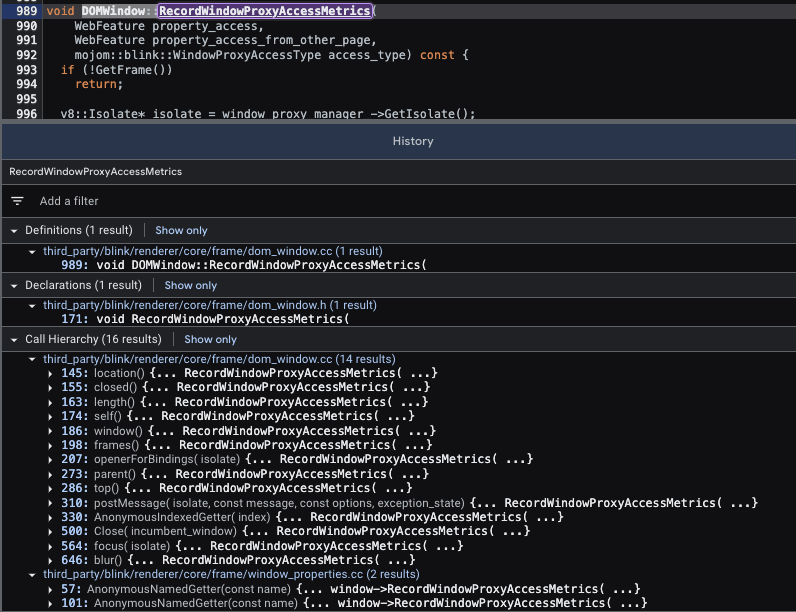 989 void DOMWindow::RecordWindowProxyAccessMetrics(
990 WebFeature property_access,
991 WebFeature property_access_from_other_page,
992 mojom::blink::WindowProxyAccessType access_type) const {
993 if (!GetFrame())
994 return;
995
996 v8::Isolate* isolate = window_proxy_manager_->GetIsolate();
History
RecordWindowProxyAccessMetrics
Add a filter
Definitions (1 result) Show only
third_party/blink/renderer/core/frame/dom_window.cc (1 result)
989: void DOMWindow::RecordWindowProxyAccessMetrics(
Declarations (1 result) Show only
third_party/blink/renderer/core/frame/dom_window.h (1 result)
171: void RecordWindowProxyAccessMetrics(
Call Hierarchy (16 results) Show only
third_party/blink/renderer/core/frame/dom_window.cc (14 results)
145: location() {... RecordWindowProxyAccessMetrics( ...}
155: closed() {... RecordWindowProxyAccessMetrics( ...}
163: length() {... RecordWindowProxyAccessMetrics( ...}
174: self() {... RecordWindowProxyAccessMetrics( ...}
186: window() {... RecordWindowProxyAccessMetrics( ...}
198: frames() {... RecordWindowProxyAccessMetrics( ...}
207: openerForBindings( isolate) {... RecordWindowProxyAccessMetrics( ...}
273: parent() {... RecordWindowProxyAccessMetrics( ...}
286: top() {... RecordWindowProxyAccessMetrics( ...}
310: postMessage( isolate, const message, const options, exception_state) {... RecordWindowProxyAccessMetrics( ...}
330: AnonymousIndexedGetter( index) {... RecordWindowProxyAccessMetrics( ...}
500: Close( incumbent_window) {... RecordWindowProxyAccessMetrics( ...}
564: focus( isolate) {... RecordWindowProxyAccessMetrics( ...}
646: blur() {... RecordWindowProxyAccessMetrics( ...}
third_party/blink/renderer/core/frame/window_properties.cc (2 results)
57: AnonymousNamedGetter(const name) {... window->RecordWindowProxyAccessMetrics( ...}
101: AnonymousNamedGetter(const name) {... window->RecordWindowProxyAccessMetrics( ...}